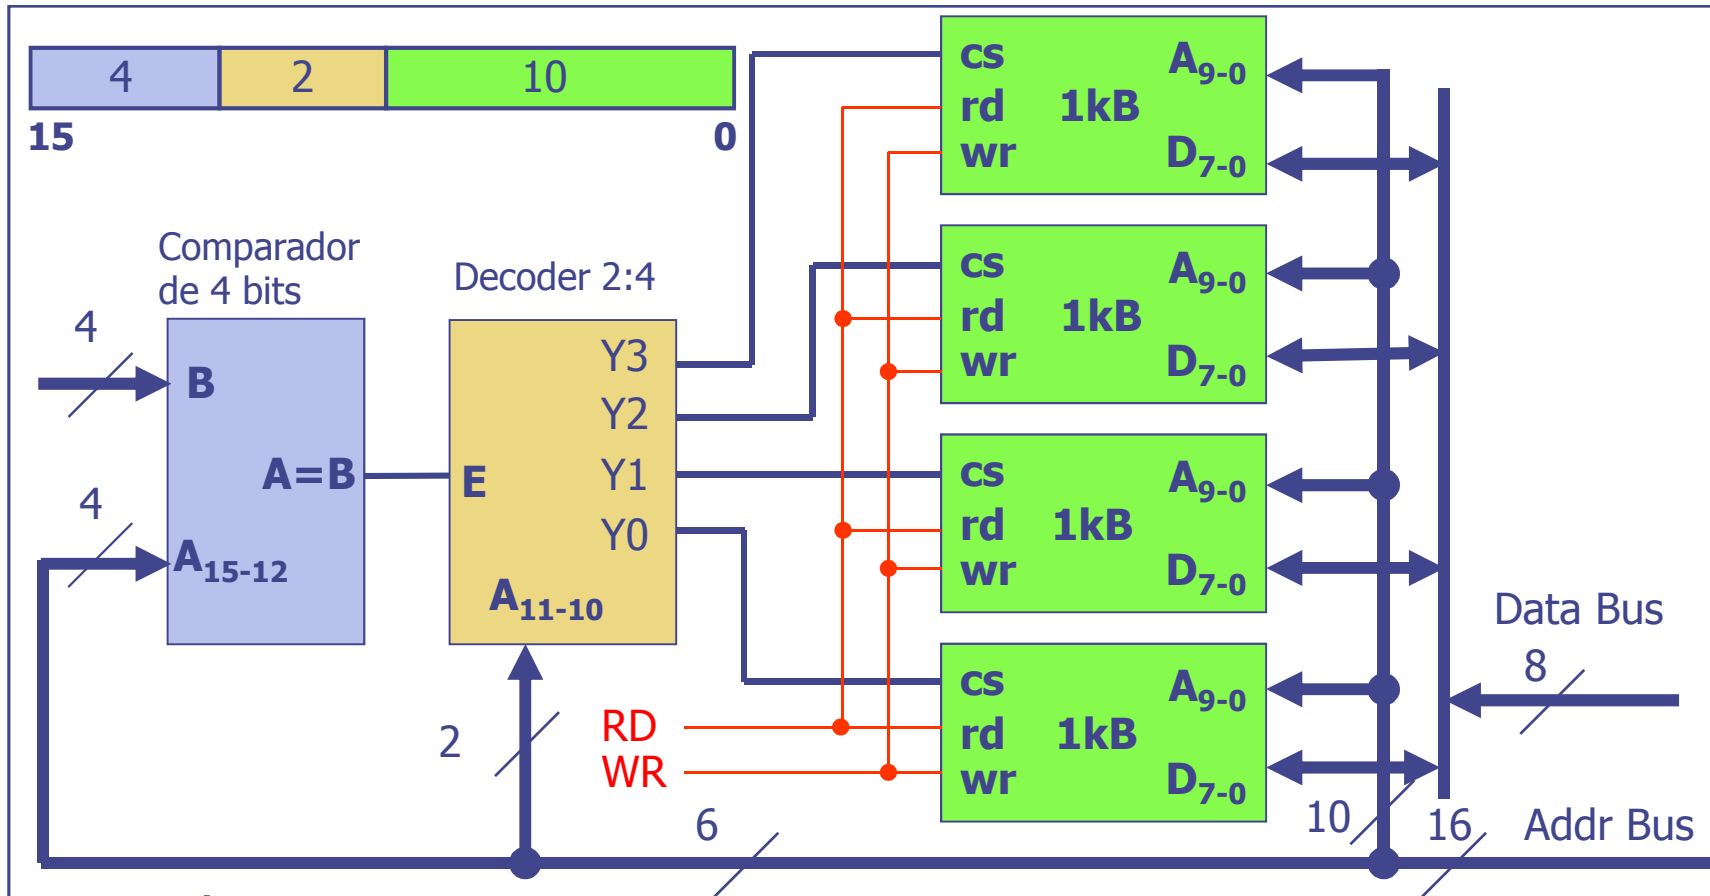 4 2 10
15 0
Comparador
de 4 bits
4
B
A=B
4
A15-12
Decoder 2:4
Y3
Y2
Y1
Y0
E
A11-10
2
RD
WR
6
cs A9-0
rd 1kB
wr D7-0
cs A9-0
rd 1kB
wr D7-0
cs A9-0
rd 1kB
wr D7-0
cs A9-0
rd 1kB
wr D7-0
Data Bus
8
10 16 Addr Bus